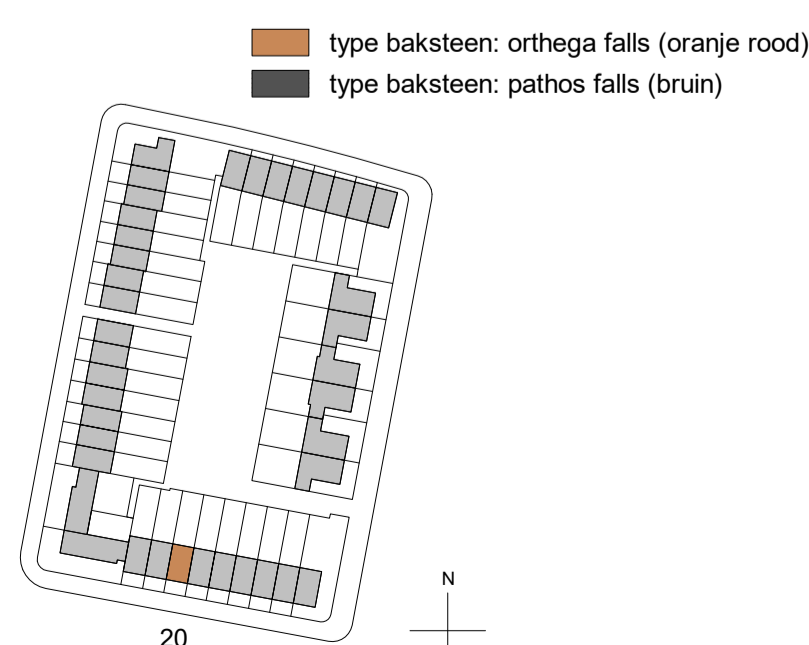 type baksteen: orthega falls (oranje rood)
type baksteen: pathos falls (bruin)
N
20